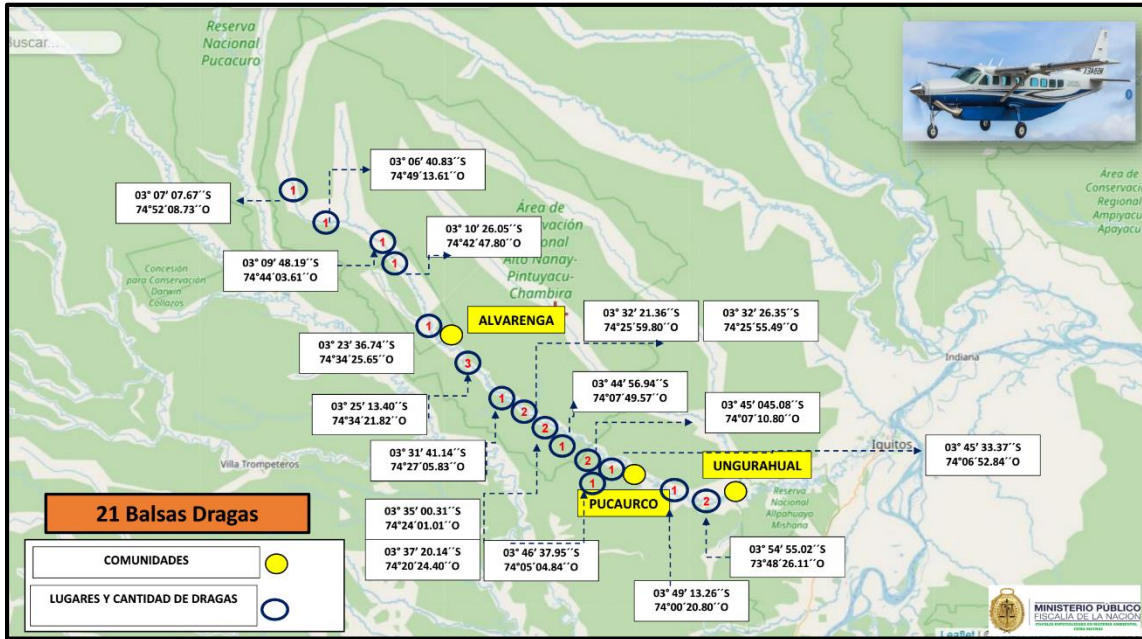 Buscar...
Reserva
Nacional
Pucacuro
03° 06’ 40.83´´S
74°49´13.61´´O
03° 07’ 07.67´´S
74°52´08.73´´O
1
1
1
1
03° 10’ 26.05´´S
74°42´47.80´´O
03° 09’ 48.19´´S
74°44´03.61´´O
Área de
Conservación
Regional
Ampiyacu
Apayacu
Área de
Alto Nanay-
Pintuyacu-
Chambira
Concesión
para Conservación
Darwin
Collazos
ALVARENGA
1
03° 32’ 21.36´´S
74°25´59.80´´O
03° 32’ 26.35´´S
74°25´55.49´´O
03° 23’ 36.74´´S
74°34´25.65´´O
3
Indiana
03° 25’ 13.40´´S
74°34´21.82´´O
03° 44’ 56.94´´S
74°07´49.57´´O
03° 45’ 045.08´´S
74°07´10.80´´O
1
2
2
1
2
1
1
1
2
03° 31’ 41.14´´S
74°27´05.83´´O
Iquitos
03° 45’ 33.37´´S
74°06´52.84´´O
Villa Trompeteros
UNGURAHUAL
PUCAURCO
Reserva
Nacional
Allpahuayo
Mishana
03° 35’ 00.31´´S
74°24´01.01´´O
03° 37’ 20.14´´S
74°20´24.40´´O
03° 46’ 37.95´´S
74°05´04.84´´O
03° 54’ 55.02´´S
73°48´26.11´´O
03° 49’ 13.26´´S
74°00´20.80´´O
21 Balsas Dragas
COMUNIDADES
LUGARES Y CANTIDAD DE DRAGAS
MINISTERIO PÚBLICO
FISCALÍA DE LA NACIÓN
Leaflet